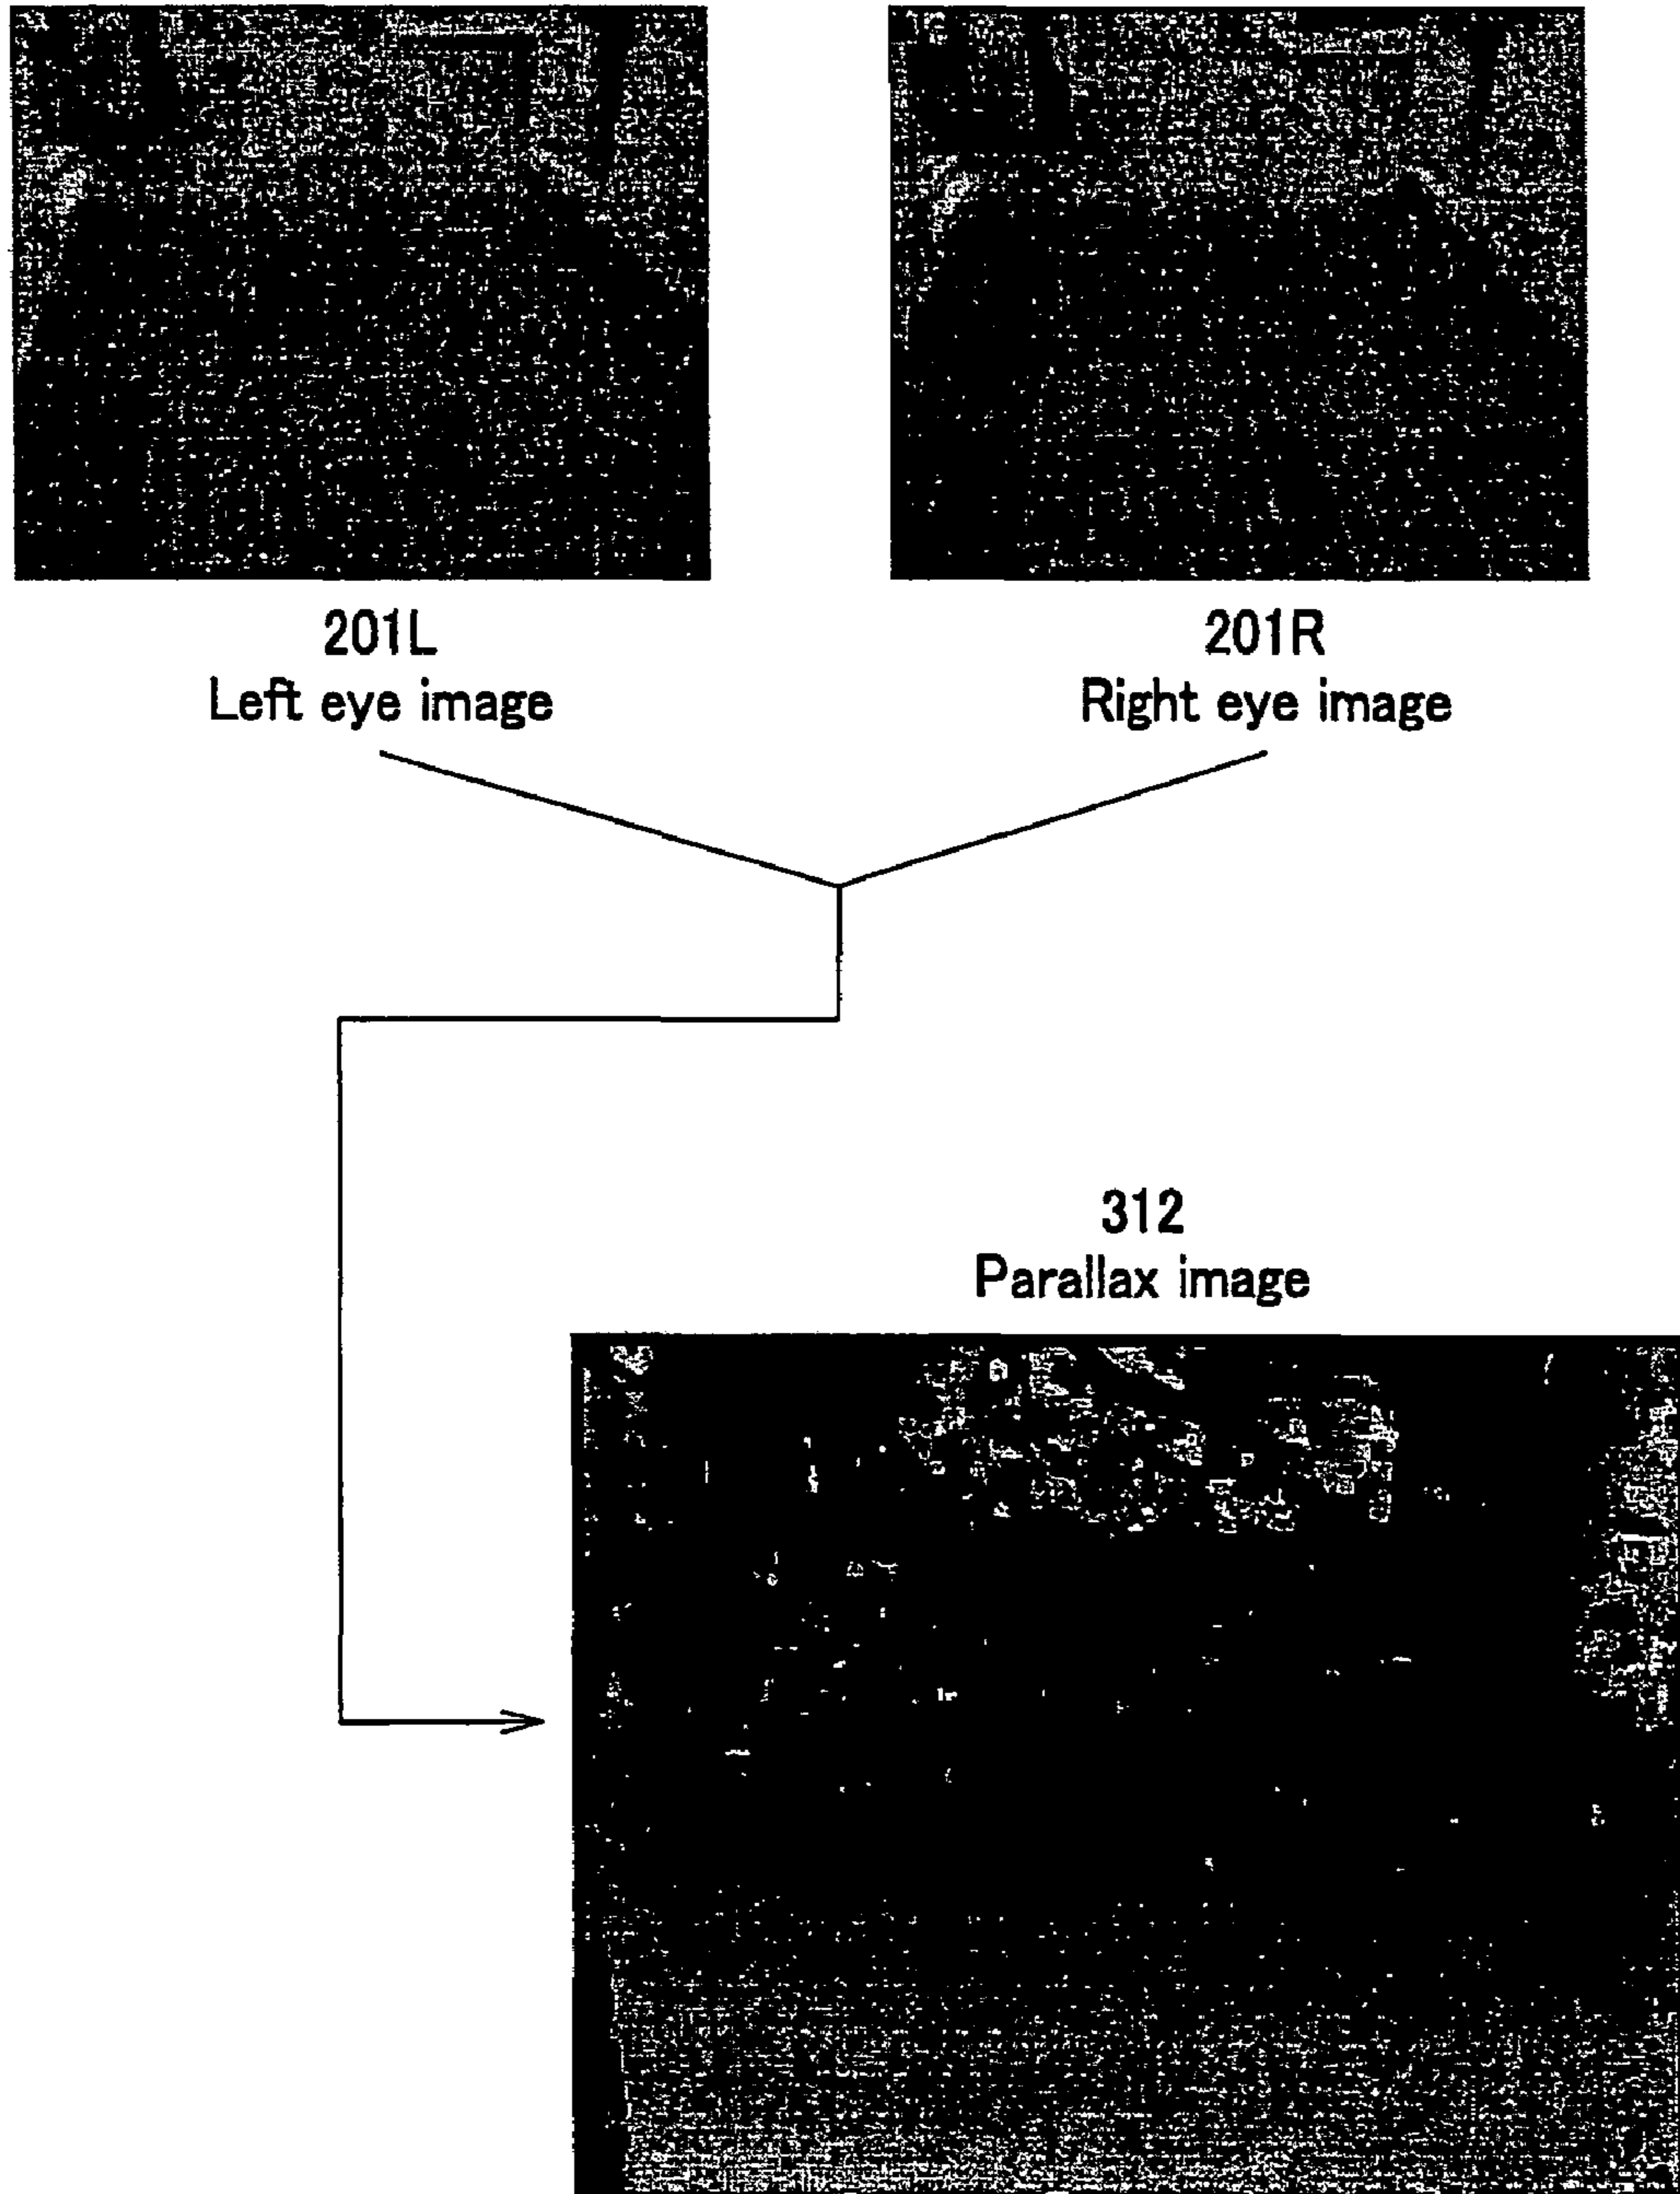 201L
Left eye image
201R
Right eye image
312
Parallax image